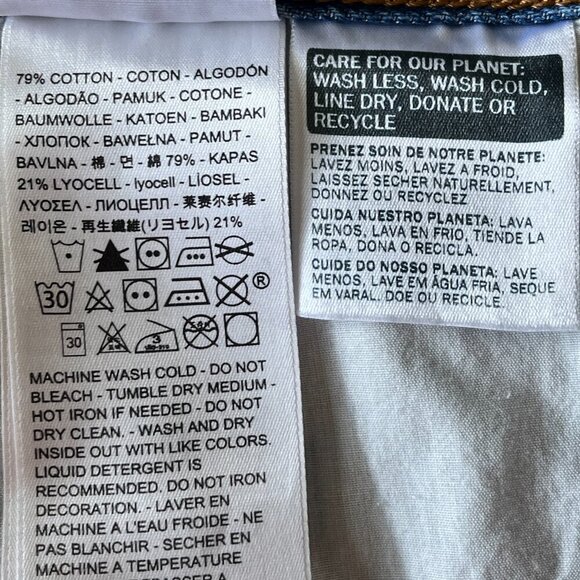 79% COTTON - COTON - ALGODÓN
- ALGODÃO - PAMUK - COTONE -
BAUMWOLLE - KATOEN - BAMBAKI
- ХЛОПОК - BAWEŁNA - PAMUT -
BAVLNA - 棉 - 면 - 綿 79% - KAPAS
21% LYOCELL - lyocell - LİOSEL -
ΛΥΟΣΕΛ - ЛИОЦЕЛЛ - 莱赛尔纤维 -
레이온 - 再生纖維(リヨセル) 21%
30
®
30
3
MACHINE WASH COLD - DO NOT
BLEACH - TUMBLE DRY MEDIUM -
HOT IRON IF NEEDED - DO NOT
DRY CLEAN. - WASH AND DRY
INSIDE OUT WITH LIKE COLORS.
LIQUID DETERGENT IS
RECOMMENDED. DO NOT IRON
DECORATION. - LAVER EN
MACHINE A L'EAU FROIDE - NE
PAS BLANCHIR - SECHER EN
MACHINE A TEMPERATURE
CARE FOR OUR PLANET:
WASH LESS, WASH COLD,
LINE DRY, DONATE OR
RECYCLE
PRENEZ SOIN DE NOTRE PLANETE:
LAVEZ MOINS, LAVEZ A FROID,
LAISSEZ SECHER NATURELLEMENT,
DONNEZ OU RECYCLEZ
CUIDA NUESTRO PLANETA: LAVA
MENOS, LAVA EN FRIO, TIENDE LA
ROPA, DONA O RECICLA.
CUIDE DO NOSSO PLANETA: LAVE
MENOS, LAVE EM ÁGUA FRIA, SEQUE
EM VARAL. DOE OU RECICLE.